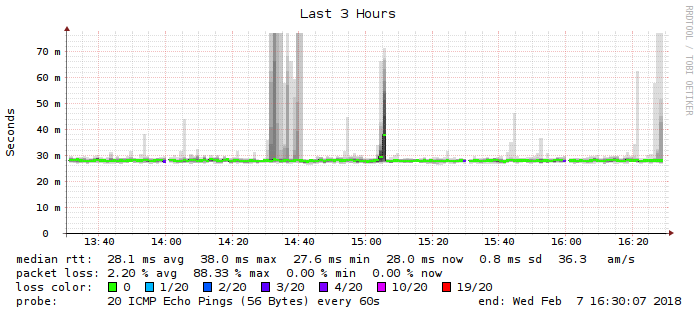 Last 3 Hours
RRDTOOL / TOBI OETIKER
Seconds
70 m
60 m
50 m
40 m
30 m
20 m
10 m
0
13:40 14:00 14:20 14:40 15:00 15:20 15:40 16:00 16:20
median rtt: 28.1 ms avg 38.0 ms max 27.6 ms min 28.0 ms now 0.8 ms sd 36.3 am/s
packet loss: 2.20 % avg 88.33 % max 0.00 % min 0.00 % now
loss color: 0 1/20 2/20 3/20 4/20 10/20 19/20
probe: 20 ICMP Echo Pings (56 Bytes) every 60s end: Wed Feb 7 16:30:07 2018